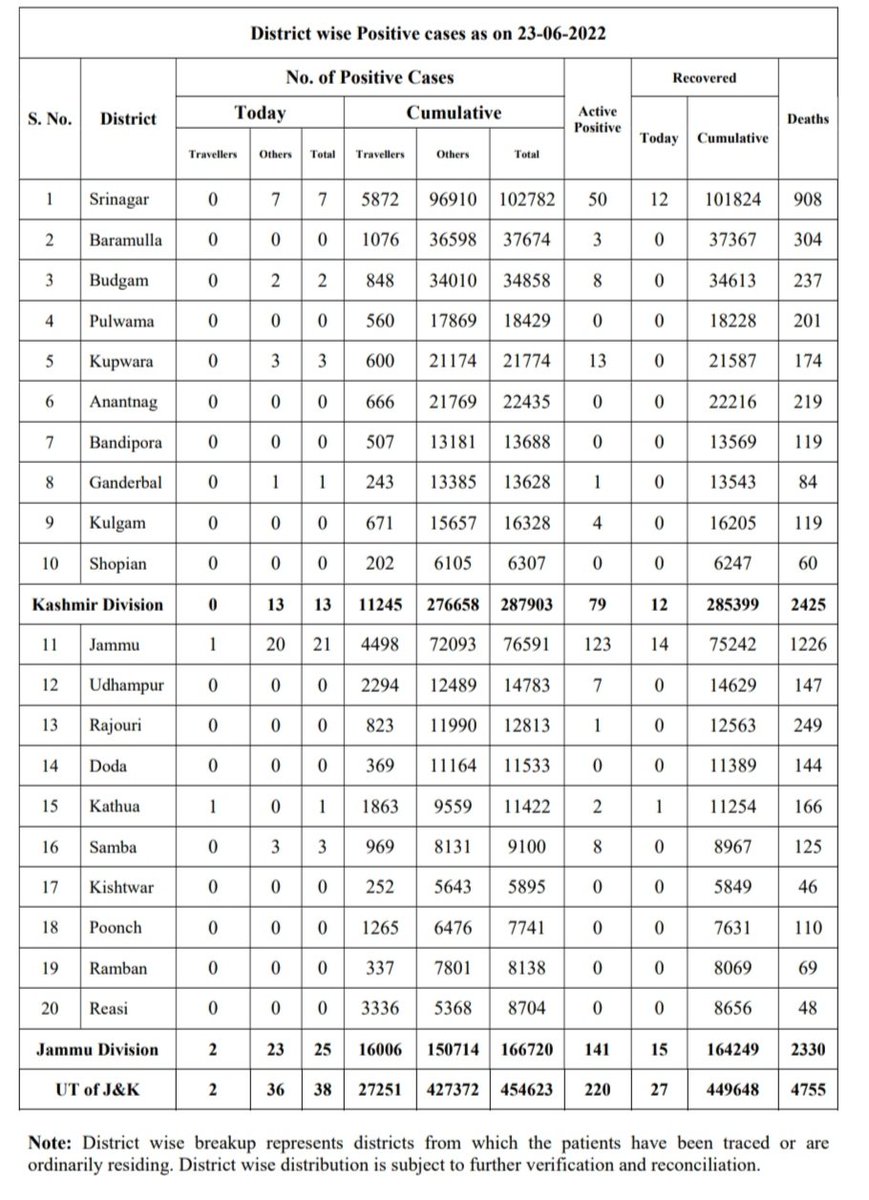 District wise Positive cases as on 23-06-2022
S. No. District No. of Positive Cases Active Positive Recovered Deaths
Today Cumulative Today Cumulative
Travellers Others Total Travellers Others Total
1 Srinagar 0 7 7 5872 96910 102782 50 12 101824 908
2 Baramulla 0 0 0 1076 36598 37674 3 0 37367 304
3 Budgam 0 2 2 848 34010 34858 8 0 34613 237
4 Pulwama 0 0 0 560 17869 18429 0 0 18228 201
5 Kupwara 0 3 3 600 21174 21774 13 0 21587 174
6 Anantnag 0 0 0 666 21769 22435 0 0 22216 219
7 Bandipora 0 0 0 507 13181 13688 0 0 13569 119
8 Ganderbal 0 1 1 243 13385 13628 1 0 13543 84
9 Kulgam 0 0 0 671 15657 16328 4 0 16205 119
10 Shopian 0 0 0 202 6105 6307 0 0 6247 60
Kashmir Division 0 13 13 11245 276658 287903 79 12 285399 2425
11 Jammu 1 20 21 4498 72093 76591 123 14 75242 1226
12 Udhampur 0 0 0 2294 12489 14783 7 0 14629 147
13 Rajouri 0 0 0 823 11990 12813 1 0 12563 249
14 Doda 0 0 0 369 11164 11533 0 0 11389 144
15 Kathua 1 0 1 1863 9559 11422 2 1 11254 166
16 Samba 0 3 3 969 8131 9100 8 0 8967 125
17 Kishtwar 0 0 0 252 5643 5895 0 0 5849 46
18 Poonch 0 0 0 1265 6476 7741 0 0 7631 110
19 Ramban 0 0 0 337 7801 8138 0 0 8069 69
20 Reasi 0 0 0 3336 5368 8704 0 0 8656 48
Jammu Division 2 23 25 16006 150714 166720 141 15 164249 2330
UT of J&K 2 36 38 27251 427372 454623 220 27 449648 4755
Note: District wise breakup represents districts from which the patients have been traced or are
ordinarily residing. District wise distribution is subject to further verification and reconciliation.